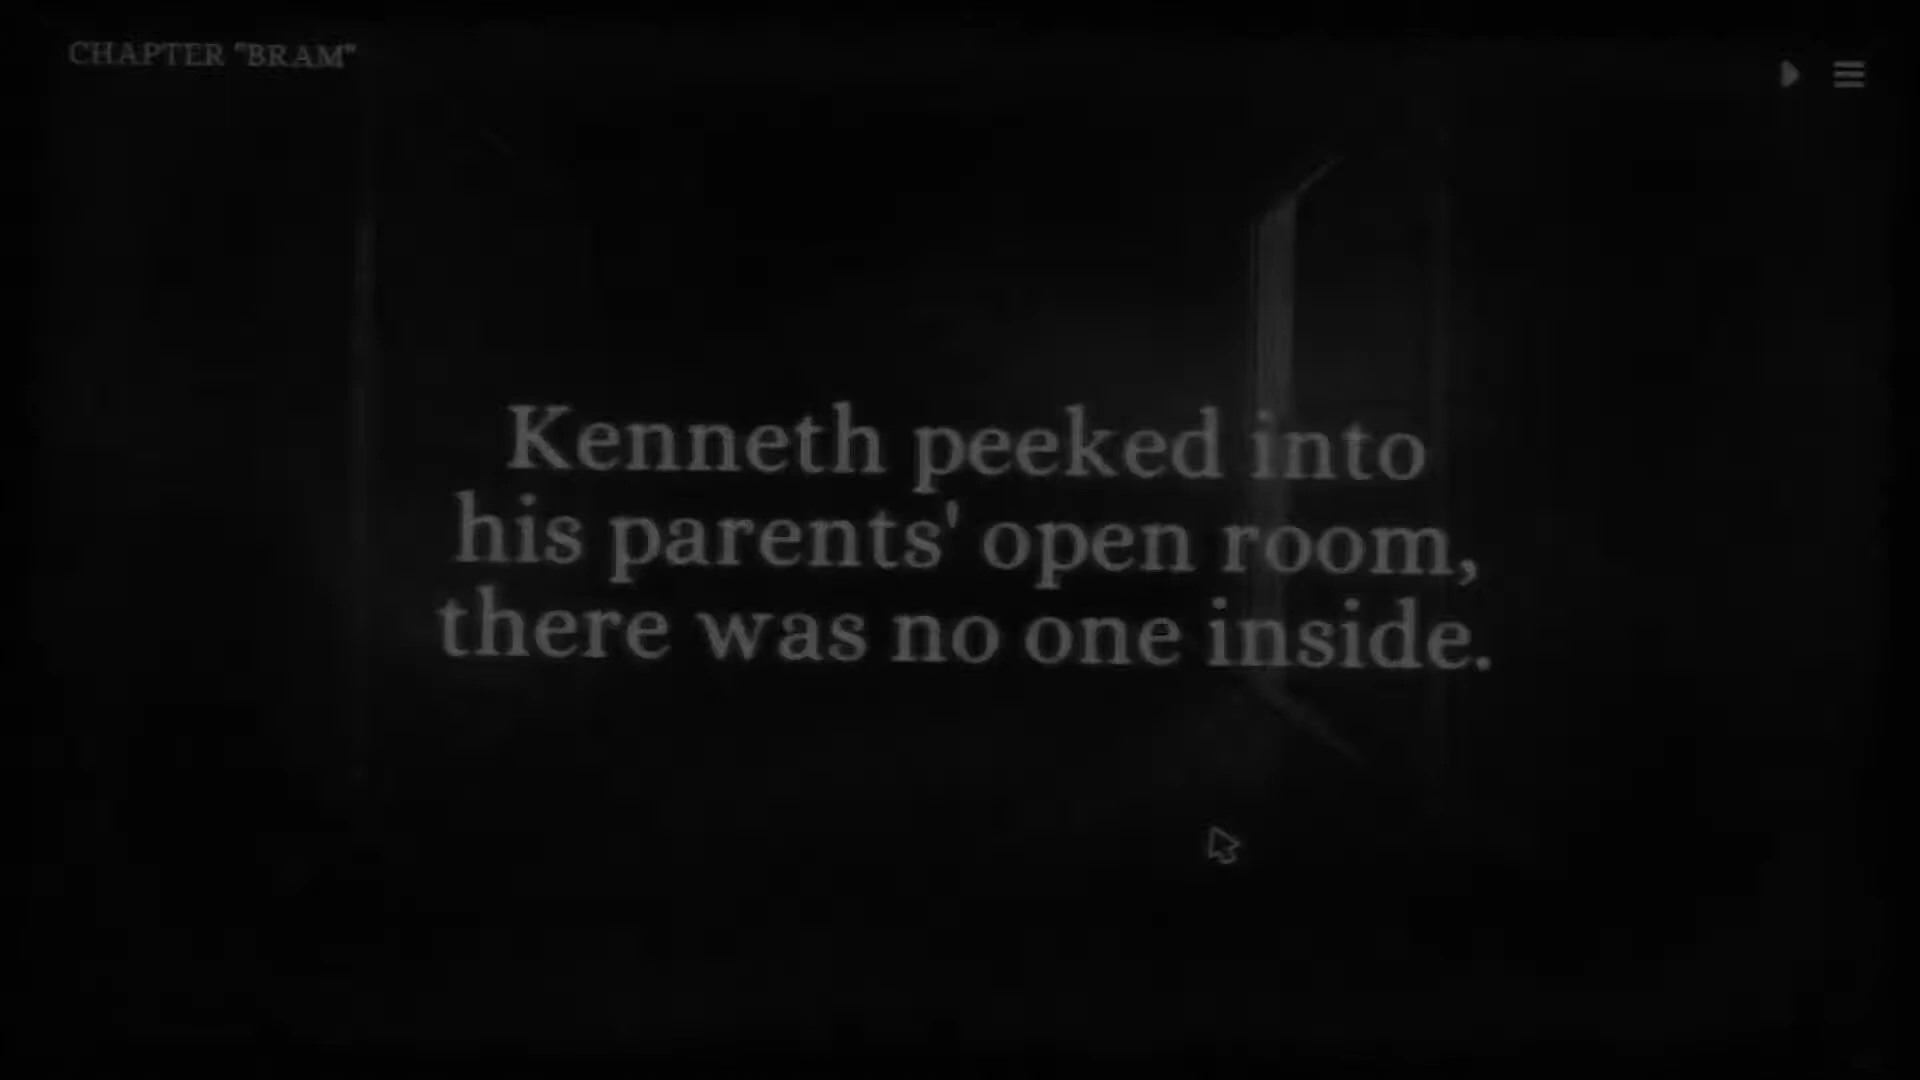 CHAPTER "BRAM"
Kenneth peeked into
his parents' open room,
there was no one inside.